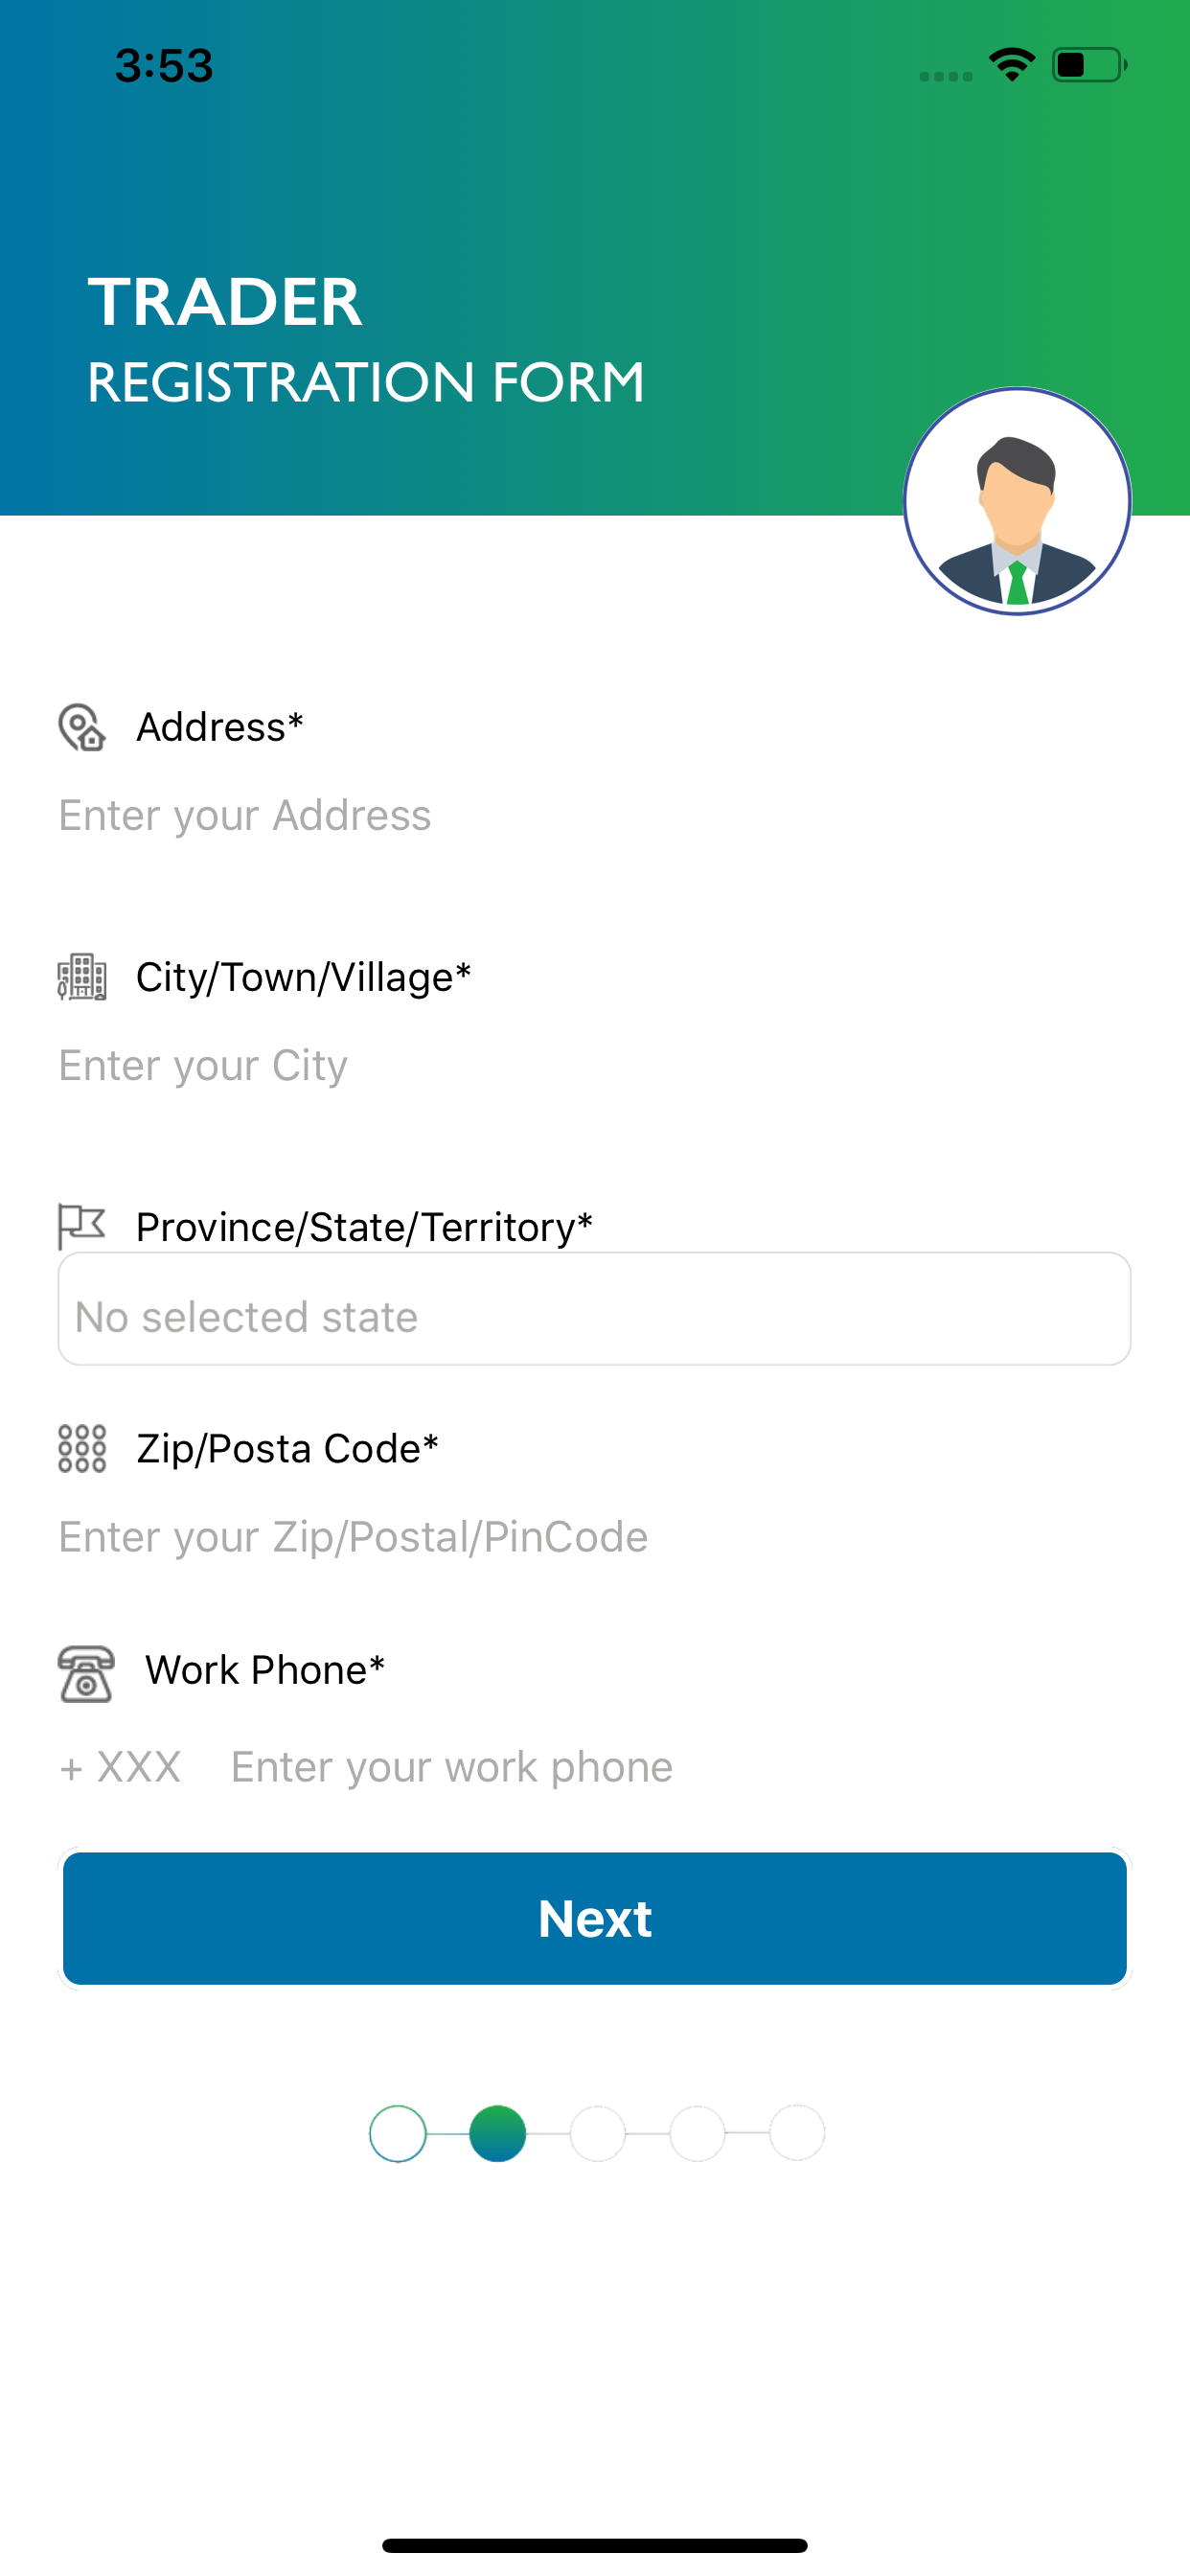 3:53
TRADER
REGISTRATION FORM
Address*
Enter your Address
City/Town/Village*
Enter your City
Province/State/Territory*
No selected state
Zip/Posta Code*
Enter your Zip/Postal/PinCode
Work Phone*
+ XXX Enter your work phone
Next